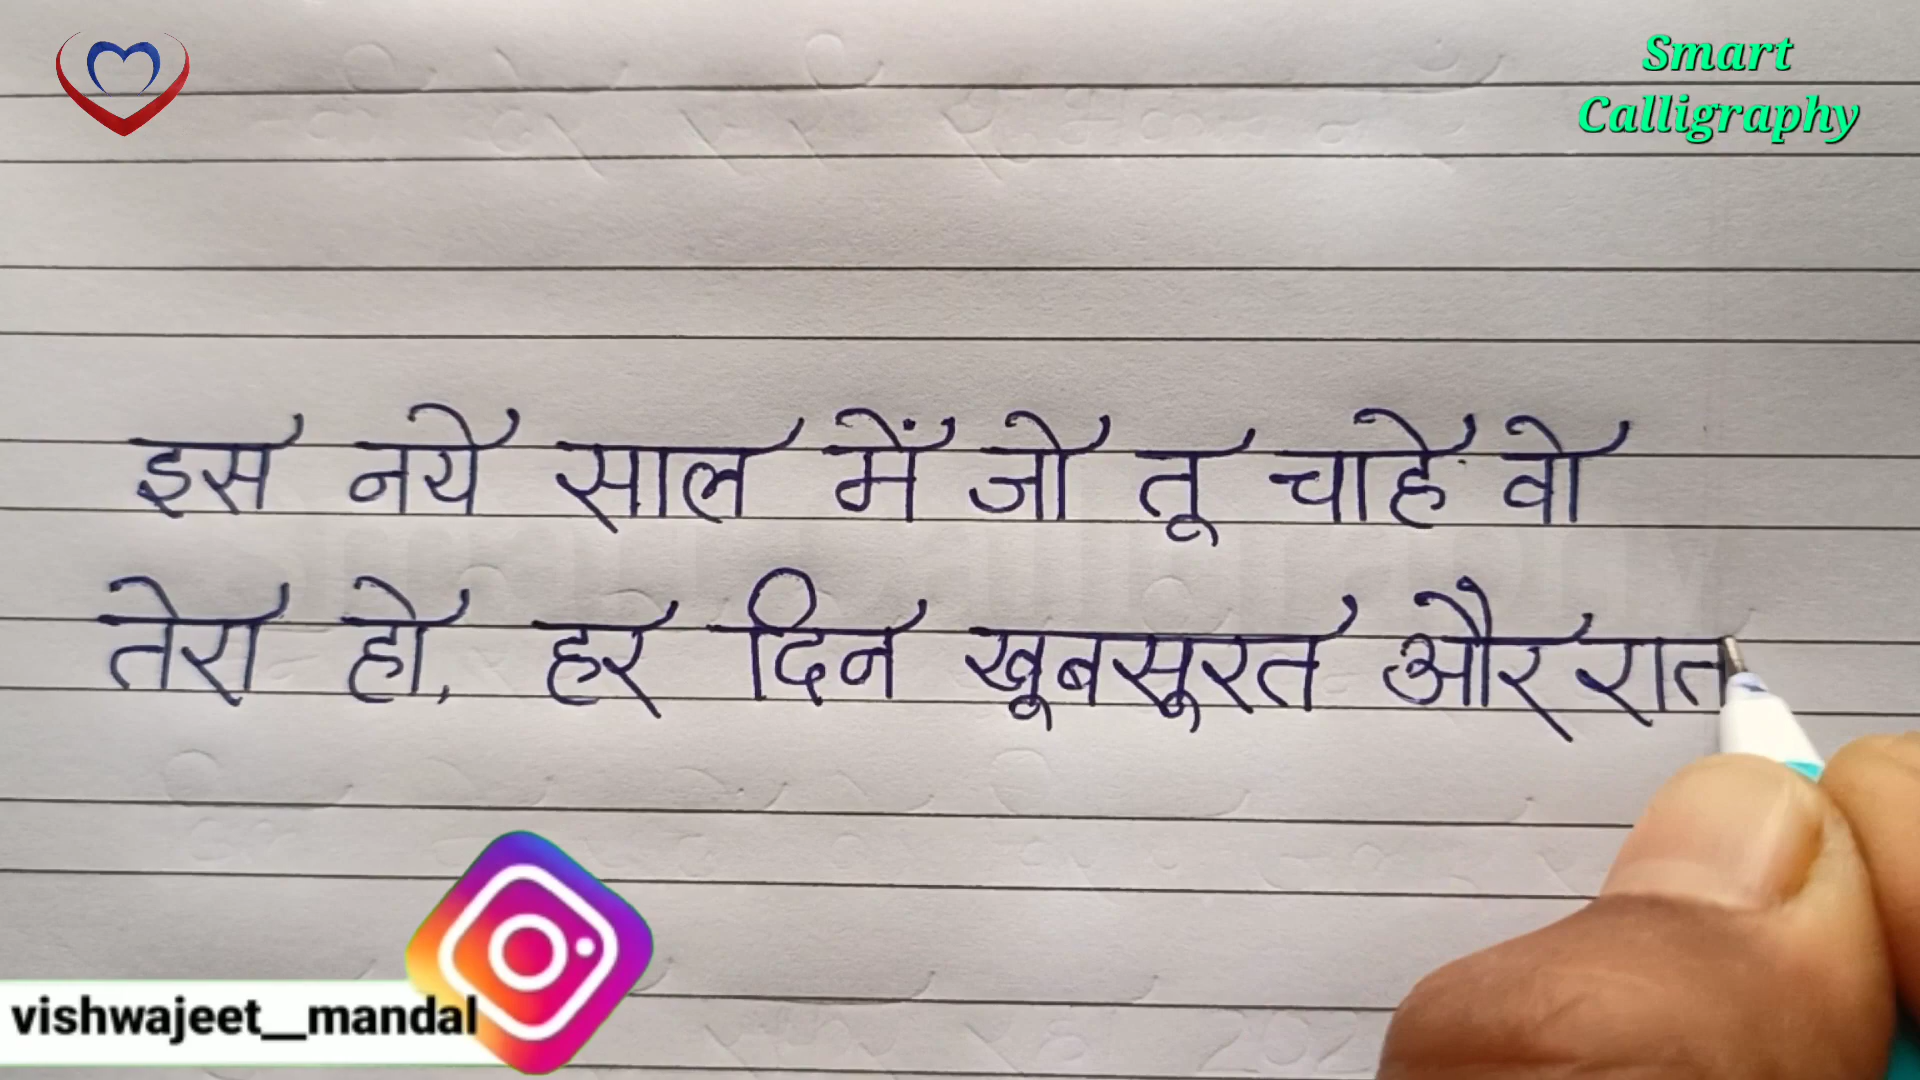 Smart
Calligraphy
इस नये साल में जो तू चाहे वो
तेरा हो, हर दिन खूबसूरत और रात
vishwajeet__mandal